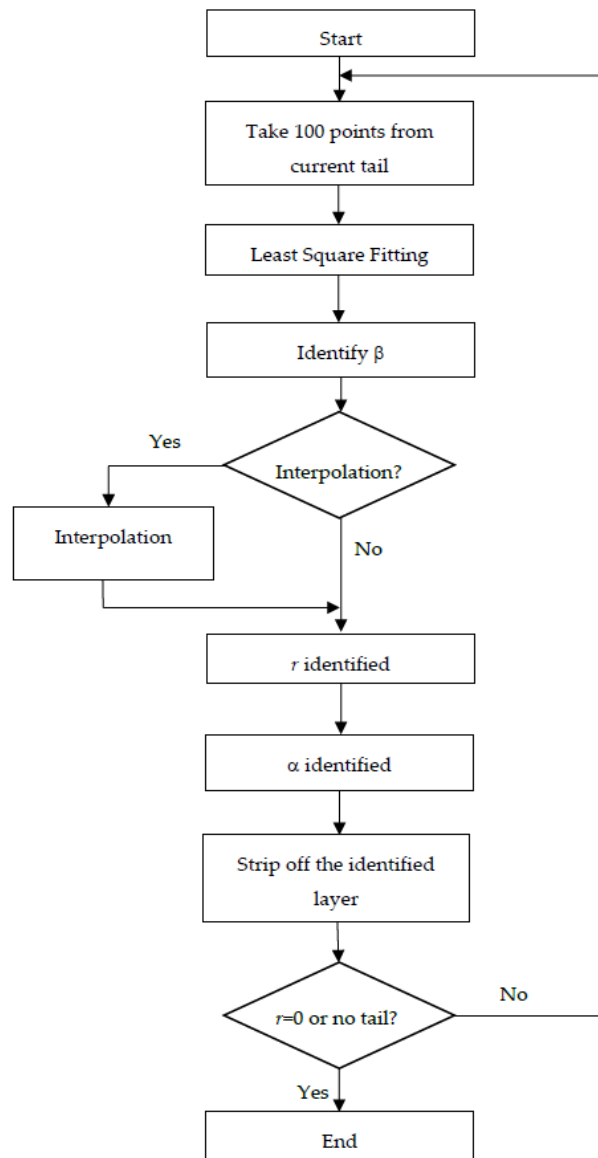 Start
Take 100 points from
current tail
Least Square Fitting
Identify β
Yes
Interpolation?
Interpolation
No
r identified
α identified
Strip off the identified
layer
No
r=0 or no tail?
Yes
End